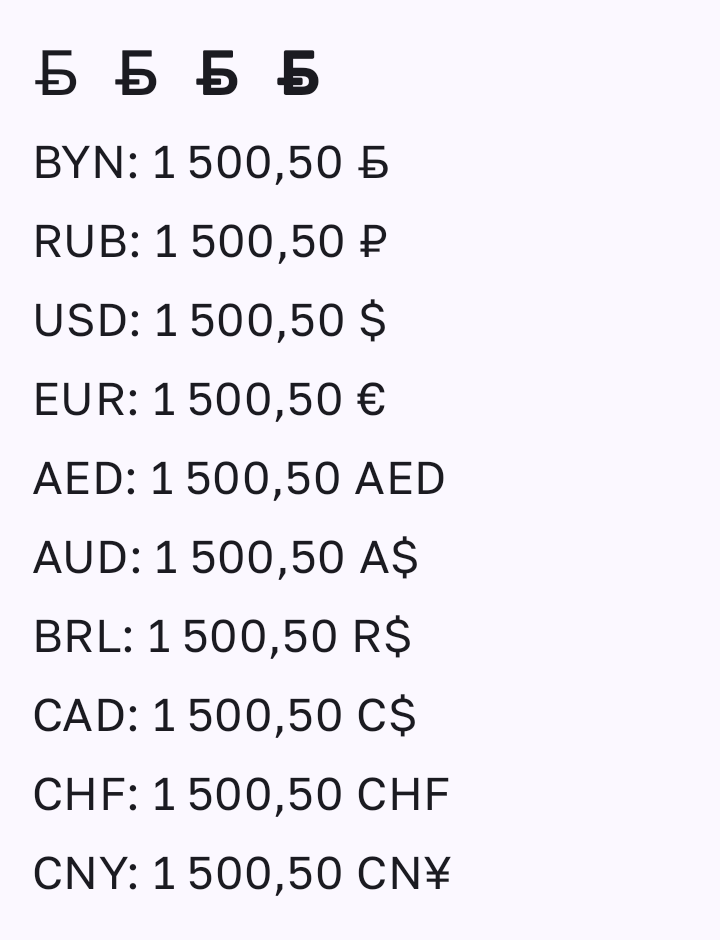 Б̵ Б̵ Б̵ Б̵
BYN: 1 500,50 Б̵
RUB: 1 500,50 ₽
USD: 1 500,50 $
EUR: 1 500,50 €
AED: 1 500,50 AED
AUD: 1 500,50 A$
BRL: 1 500,50 R$
CAD: 1 500,50 C$
CHF: 1 500,50 CHF
CNY: 1 500,50 CN¥